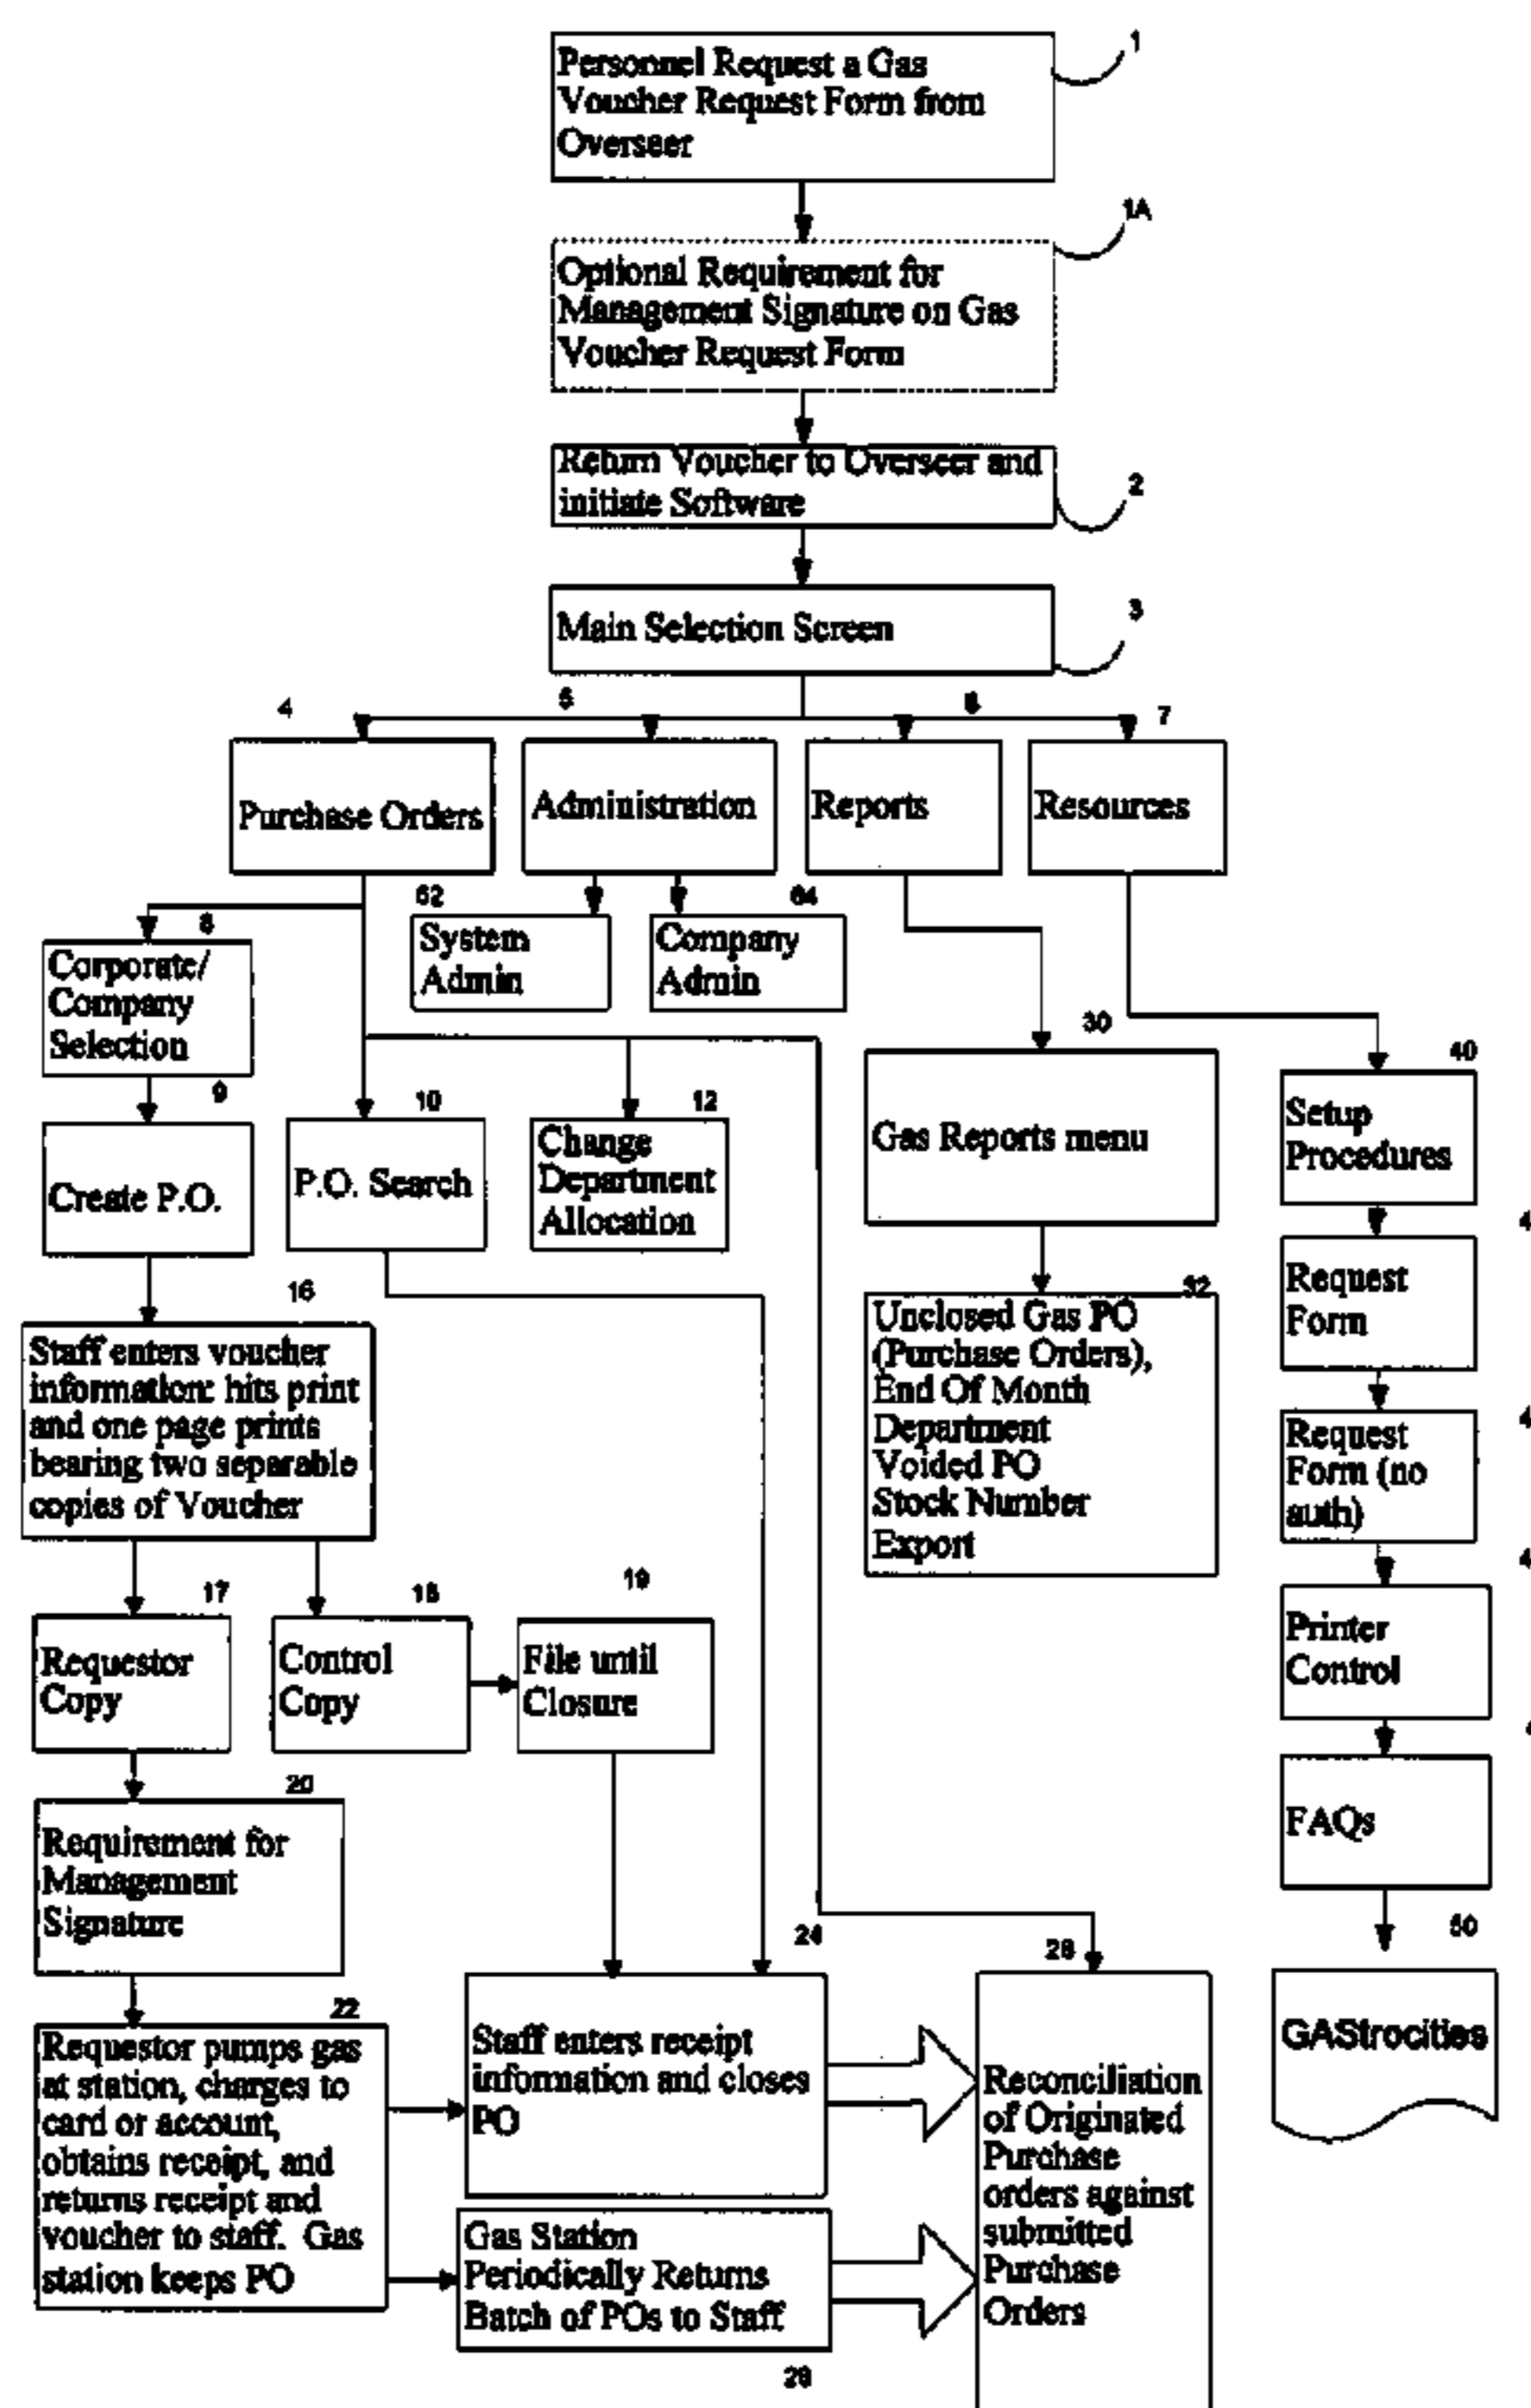 1
Personnel Request a Gas
Voucher Request Form from
Overseer
1A
Optional Requirement for
Management Signature on Gas
Voucher Request Form
Return Voucher to Overseer and
initiate Software
2
Main Selection Screen
3
4
5
7
Purchase Orders
Administration
Reports
Resources
8
Corporate/
Company
Selection
System
Admin
Company
Admin
9
Create P.O.
10
P.O. Search
12
Change
Department
Allocation
30
Gas Reports menu
40
Setup
Procedures
Request
Form
Request
Form (no
auth)
Printer
Control
FAQs
50
GAStrocities
32
Unclosed Gas PO
(Purchase Orders),
End Of Month
Department
Voided PO
Stock Number
Export
16
Staff enters voucher
information: hits print
and one page prints
bearing two separable
copies of Voucher
17
Requestor
Copy
18
Control
Copy
19
File until
Closure
20
Requirement for
Management
Signature
22
Requestor pumps gas
at station, charges to
card or account,
obtains receipt, and
returns receipt and
voucher to staff. Gas
station keeps PO
24
Staff enters receipt
information and closes
PO
Gas Station
Periodically Returns
Batch of POs to Staff
Reconciliation
of Originated
Purchase
orders against
submitted
Purchase
Orders